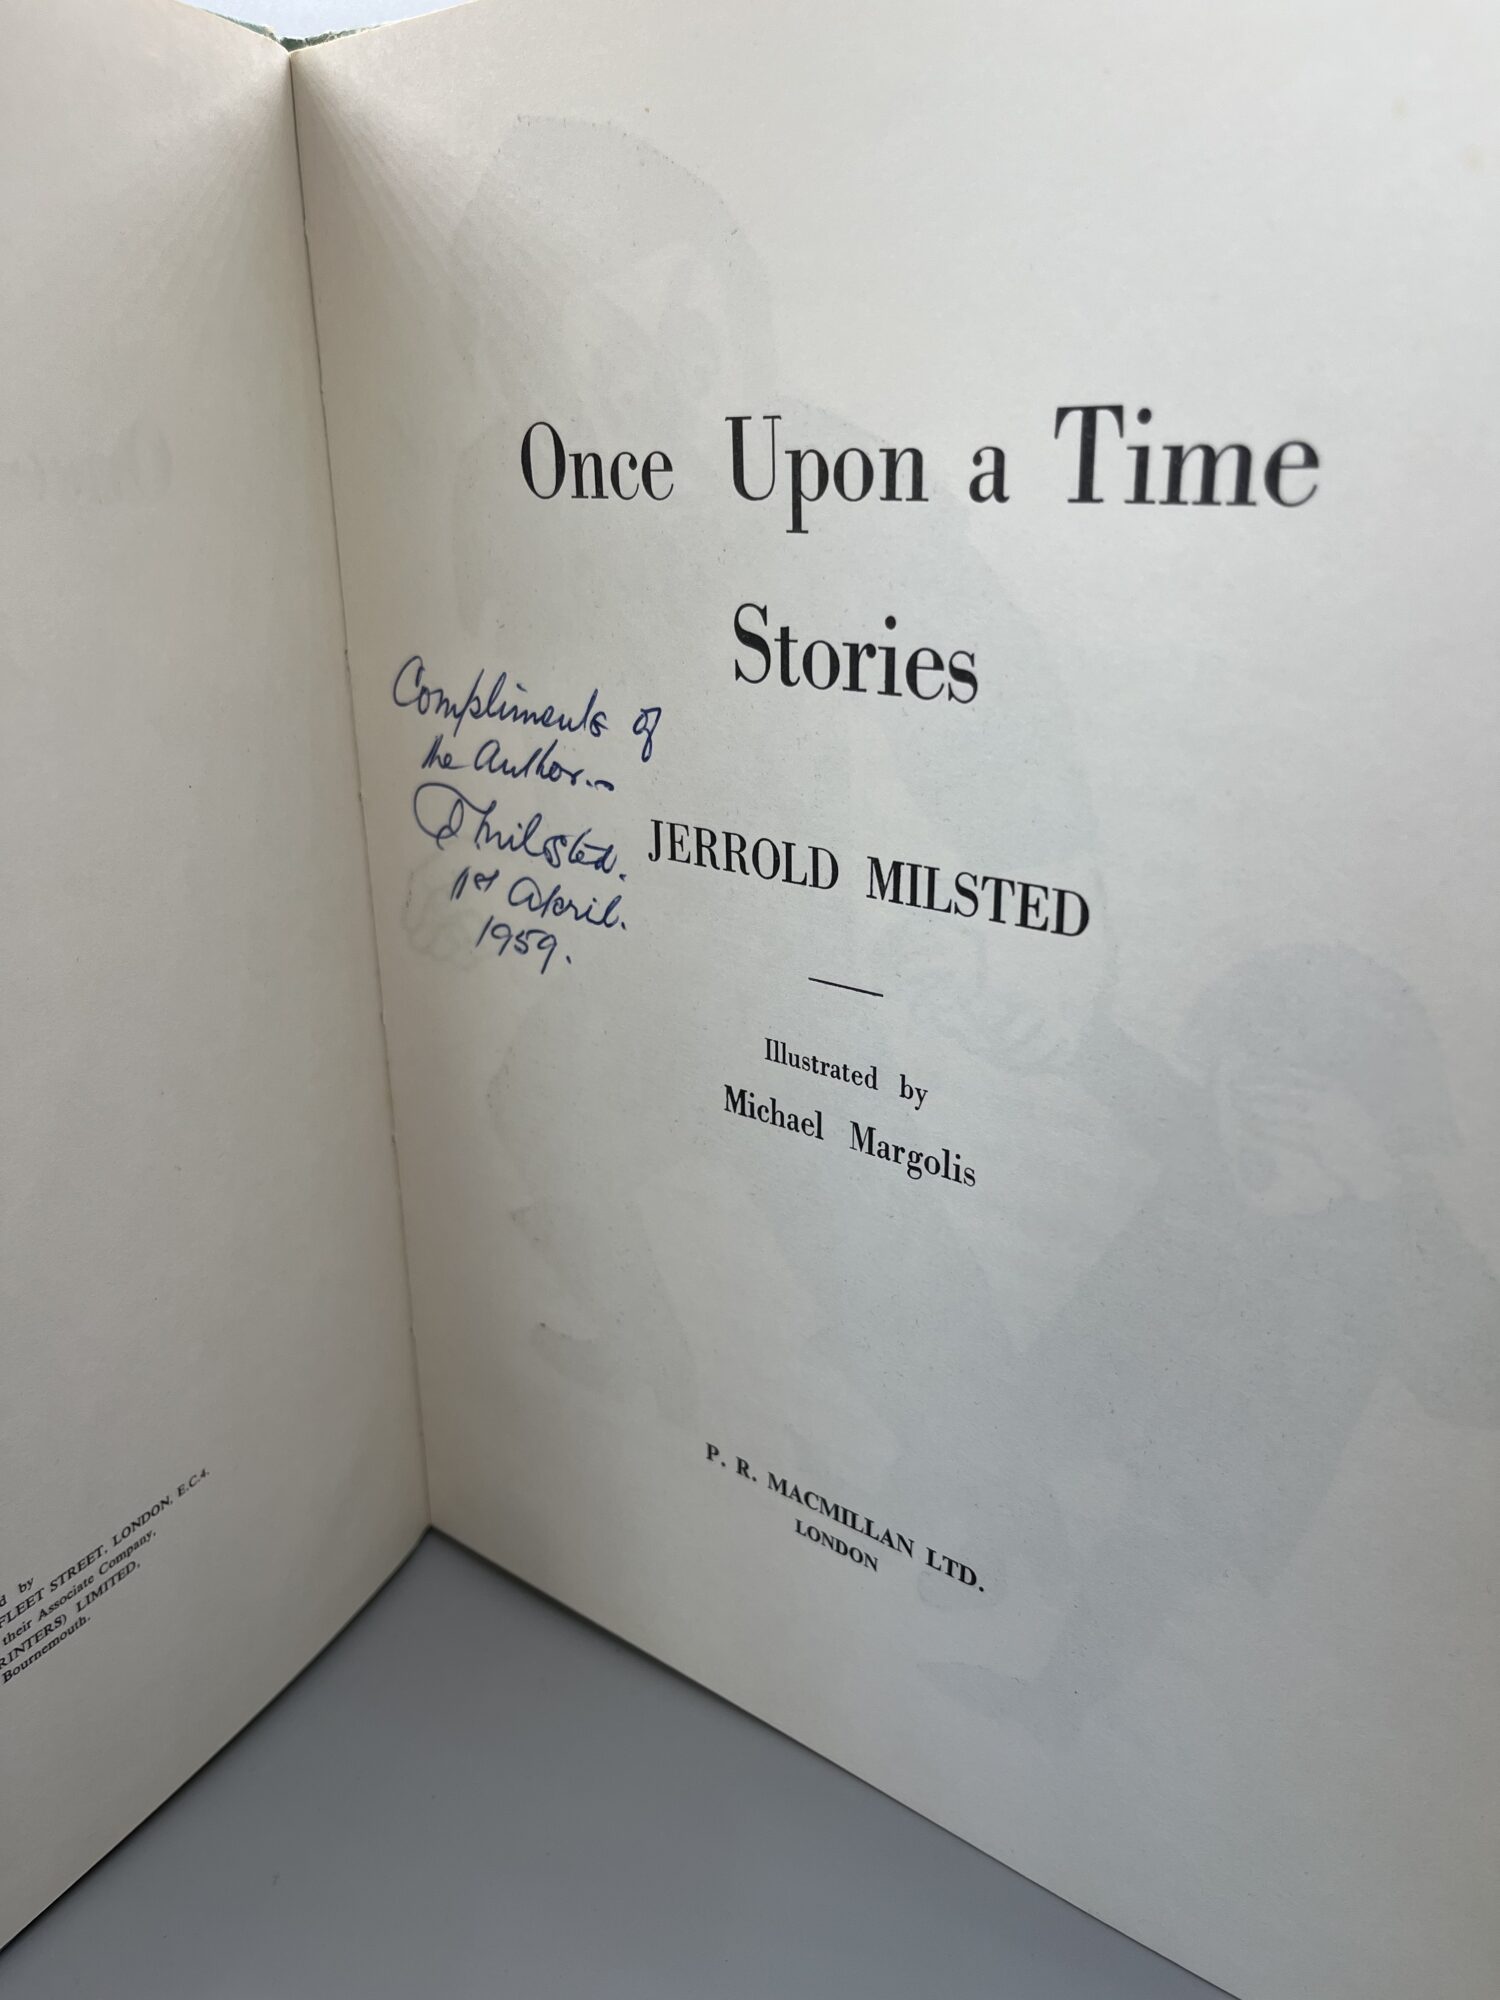 d by
FLEET STREET, LONDON, E.C.4.
their Associate Company,
RINTERS) LIMITED,
Bournemouth.
Once Upon a Time
Stories
Compliments of
the Author..
Milsted.
1st April.
1959.
JERROLD MILSTED
Illustrated by
Michael Margolis
P. R. MACMILLAN LTD.
LONDON